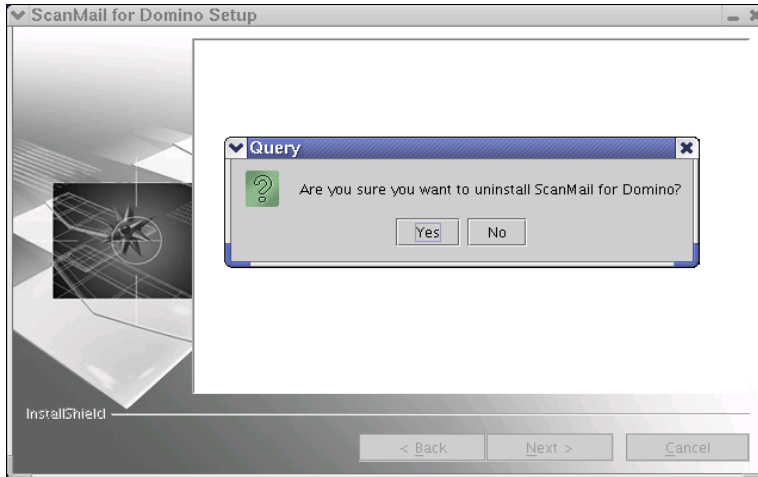 ScanMail for Domino Setup
Query
Are you sure you want to uninstall ScanMail for Domino?
Yes No
InstallShield
< Back Next > Cancel